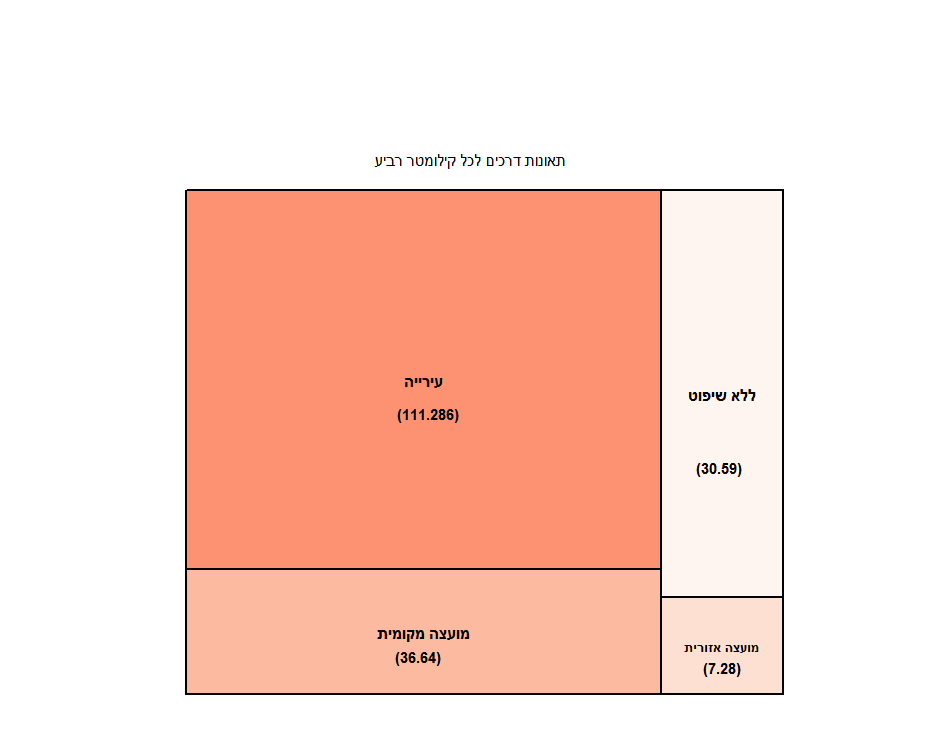 תאונות דרכים לכל קילומטר רביע
עירייה
(111.286)
ללא שיפוט
(30.59)
מועצה מקומית
(36.64)
מועצה אזורית
(7.28)